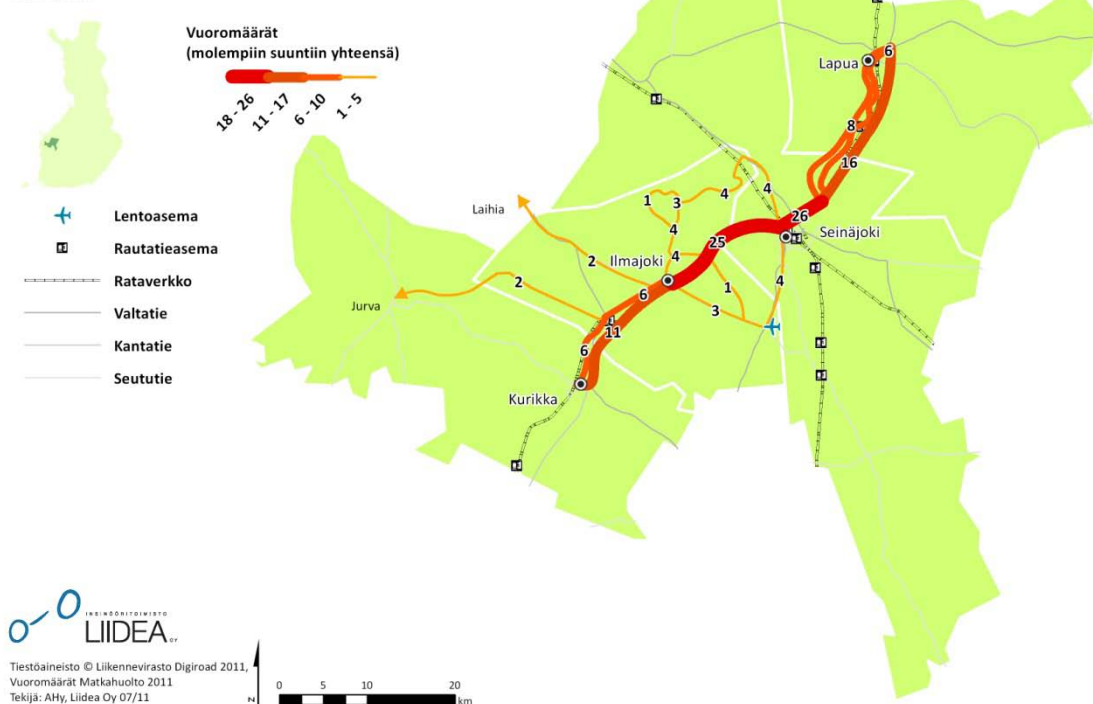 Vuoromäärät
(molempiin suuntiin yhteensä)
18 - 26
11 - 17
6 - 10
1 - 5
Lentoasema
Rautatieasema
Rataverkko
Valtatie
Kantatie
Seututie
Lapua
6
8
16
4
4
26
Seinäjoki
1
3
4
25
Laihia
Ilmajoki
4
2
6
1
4
3
2
Jurva
11
6
Kurikka
INSINÖÖRITOIMISTO
LIIDEA OY
Tiestöaineisto © Liikennevirasto Digiroad 2011,
Vuoromäärät Matkahuolto 2011
Tekijä: AHy, Liidea Oy 07/11
N
0 5 10 20
km